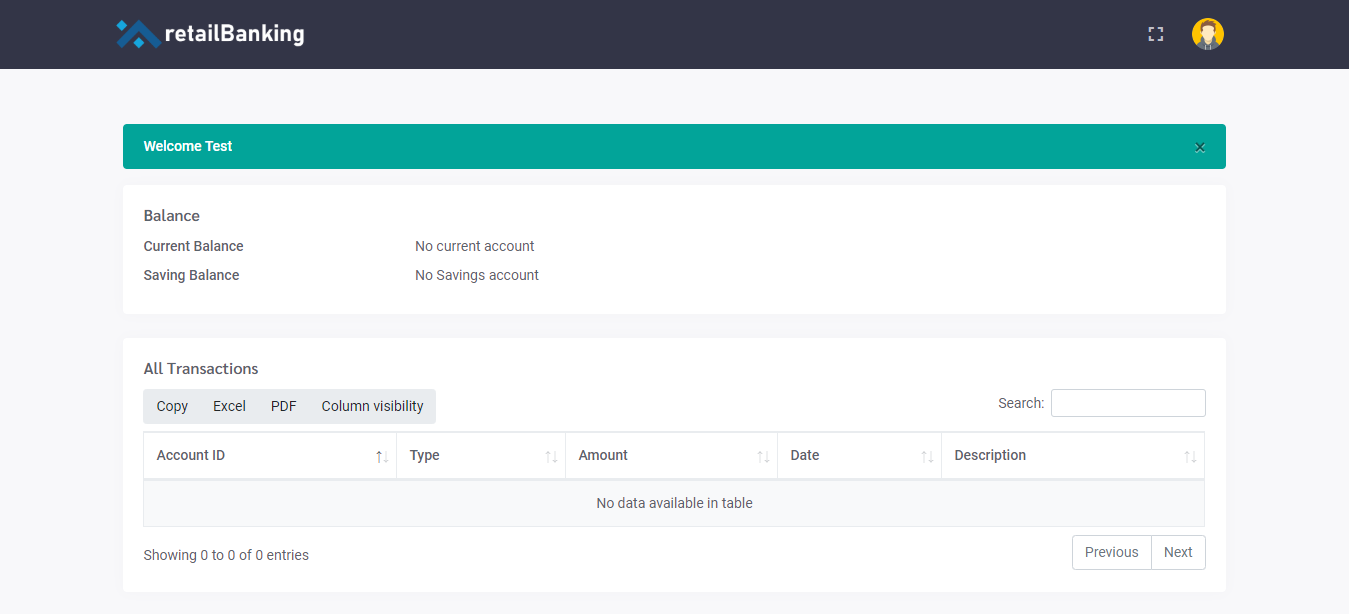 retailBanking
Welcome Test ×
Balance
Current Balance No current account
Saving Balance No Savings account
All Transactions
Copy Excel PDF Column visibility Search:
Account ID Type Amount Date Description
No data available in table
Showing 0 to 0 of 0 entries Previous Next